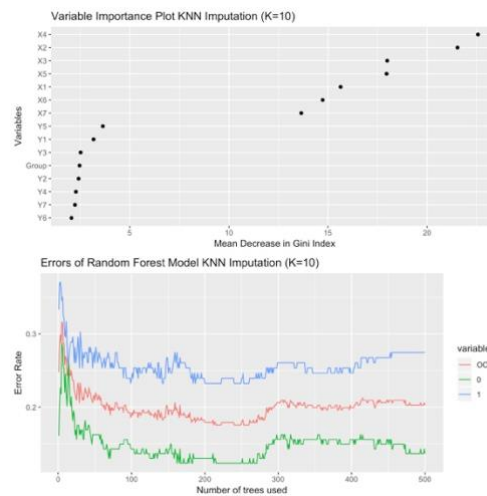 Variable Importance Plot KNN Imputation (K=10)
Variables
X4
X2
X3
X5
X1
X6
X7
Y5
Y1
Y3
Group
Y2
Y4
Y7
Y6
5 10 15 20
Mean Decrease in Gini Index
Errors of Random Forest Model KNN Imputation (K=10)
Error Rate
0.3
0.2
0 100 200 300 400 500
Number of trees used
variable
0
1